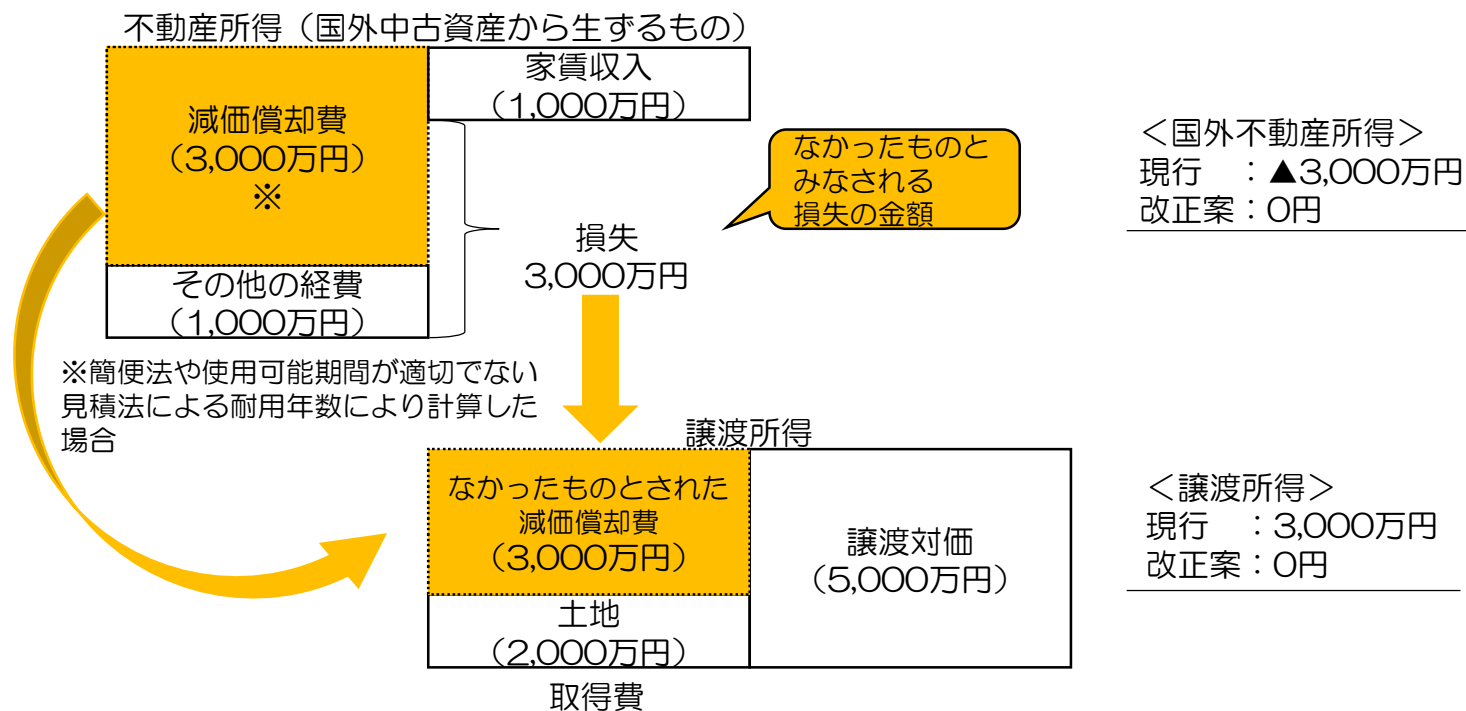 不動産所得（国外中古資産から生ずるもの）
減価償却費
（3,000万円）
※
家賃収入
（1,000万円）
その他の経費
（1,000万円）
損失
3,000万円
なかったものと
みなされる
損失の金額
＜国外不動産所得＞
現行　：▲3,000万円
改正案：0円
※簡便法や使用可能期間が適切でない
見積法による耐用年数により計算した
場合
譲渡所得
なかったものとされた
減価償却費
（3,000万円）
土地
（2,000万円）
譲渡対価
（5,000万円）
取得費
＜譲渡所得＞
現行　：3,000万円
改正案：0円